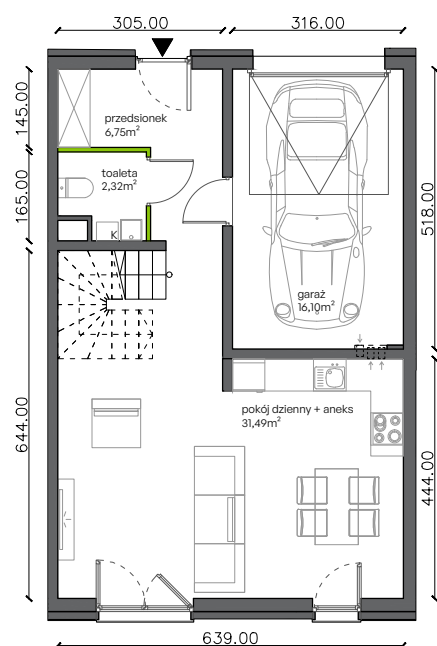 305.00
316.00
145.00
165.00
644.00
518.00
444.00
639.00
przedsionek
6,75m²
toaleta
2,32m²
K
garaż
16,10m²
pokój dzienny + aneks
31,49m²